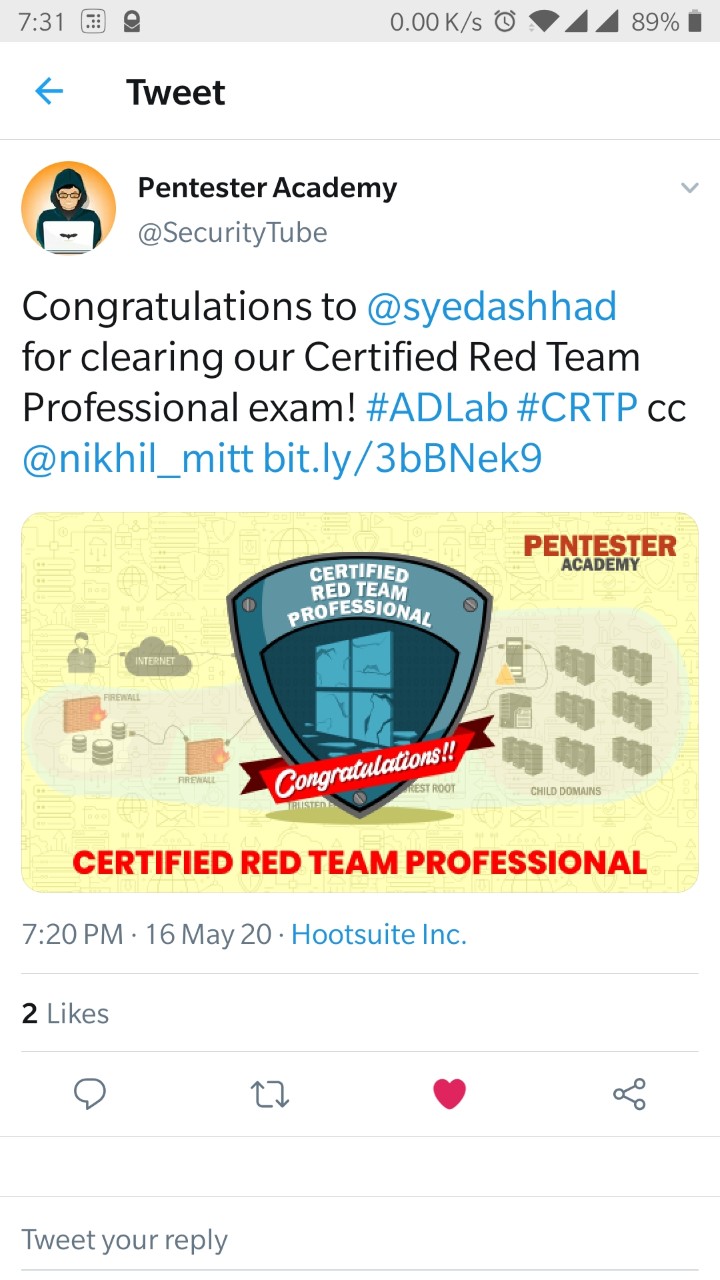 7:31 0.00 K/s 89%
Tweet
Pentester Academy
@SecurityTube
Congratulations to @syedashhad
for clearing our Certified Red Team
Professional exam! #ADLab #CRTP cc
@nikhil_mitt bit.ly/3bBNek9
PENTESTER
ACADEMY
CERTIFIED
RED TEAM
PROFESSIONAL
INTERNET
FIREWALL
FIREWALL
Congratulations!!
REST ROOT
TRUSTED
CHILD DOMAINS
CERTIFIED RED TEAM PROFESSIONAL
7:20 PM · 16 May 20 · Hootsuite Inc.
2 Likes
Tweet your reply